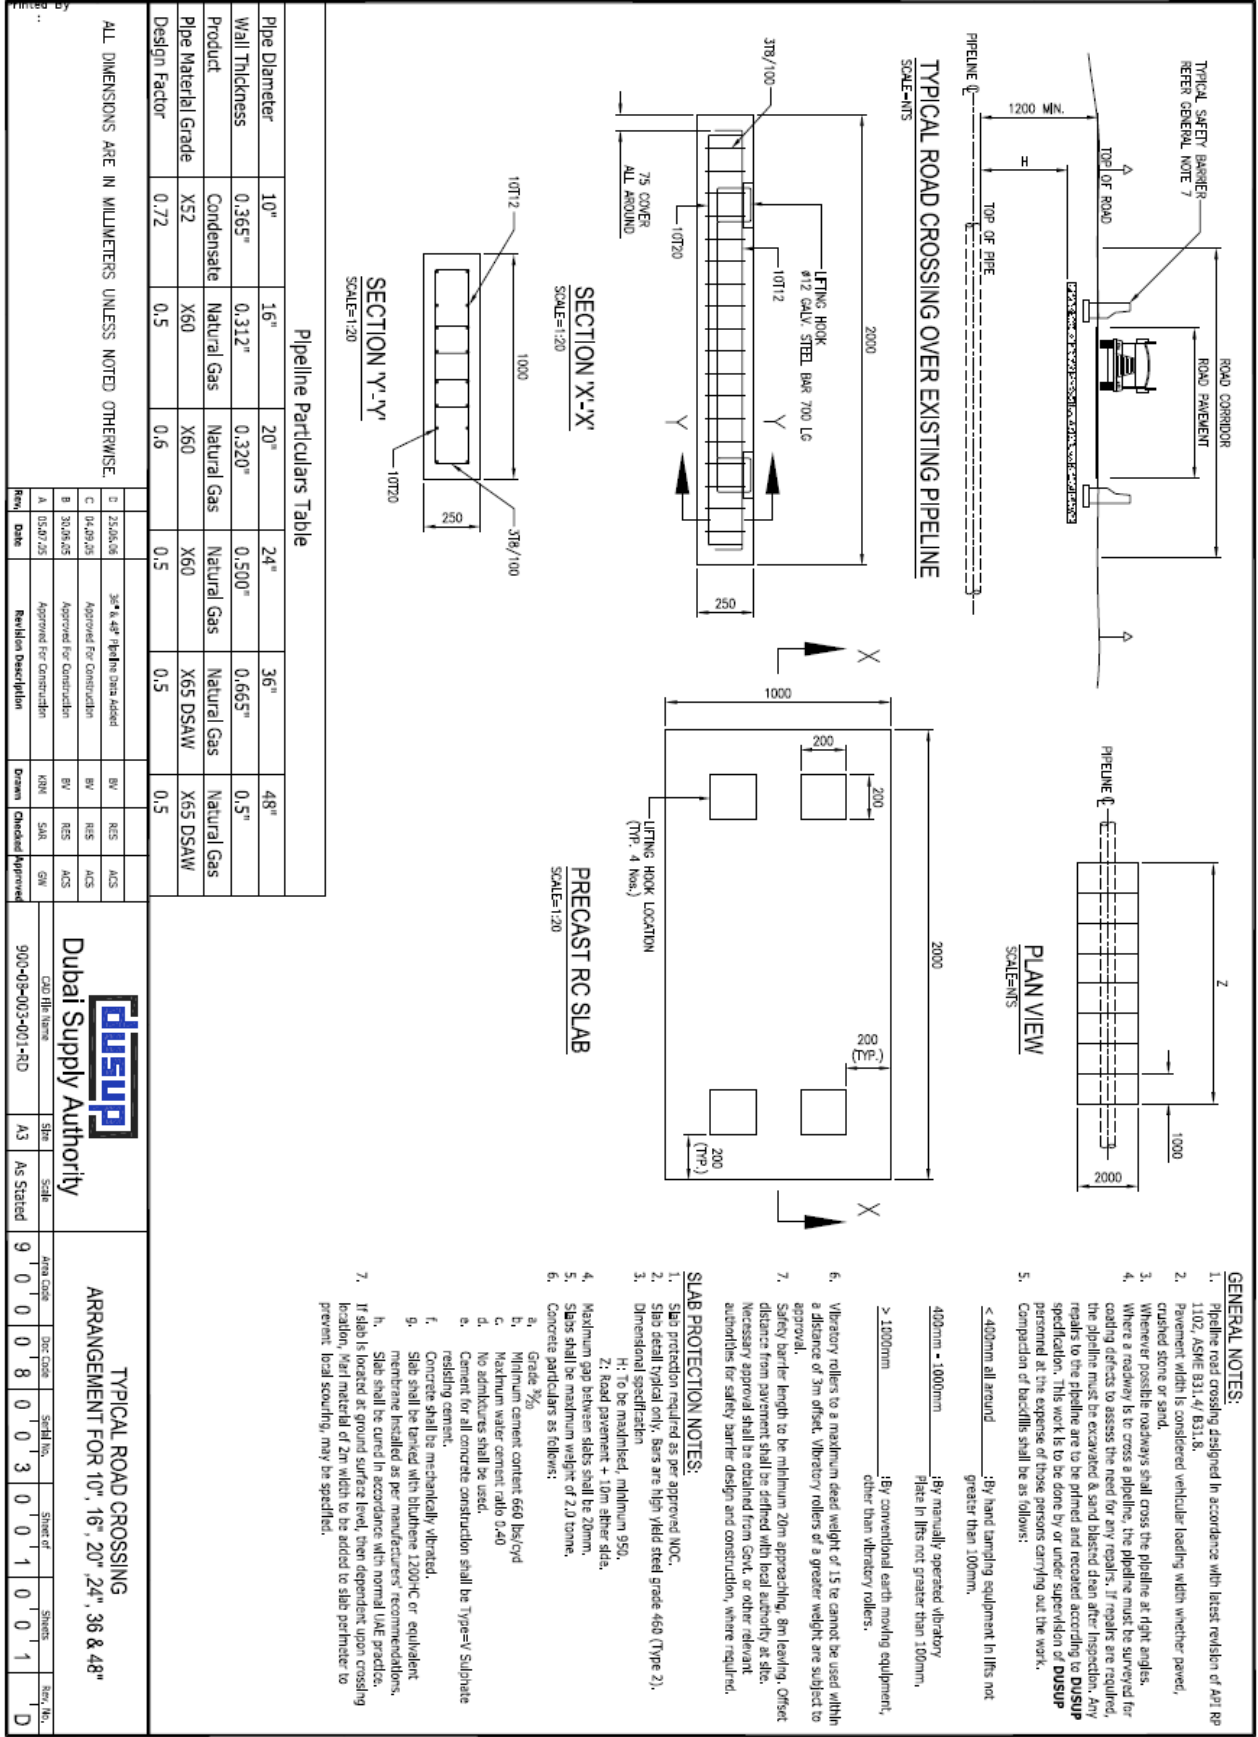 TYPICAL SAFETY BARRIER
REFER GENERAL NOTE 7
ROAD CORRIDOR
ROAD PAVEMENT
TOP OF ROAD
1200 MIN.
H
TOP OF PIPE
PIPELINE ℄
TYPICAL ROAD CROSSING OVER EXISTING PIPELINE
SCALE=NTS
Z
1000
2000
PIPELINE ℄
PLAN VIEW
SCALE=NTS
2000
LIFTING HOOK
ø12 GALV. STEEL BAR 700 LG
3T8/100
10T12
10T20
75 COVER
ALL AROUND
Y
Y
250
SECTION 'X'-'X'
SCALE=1:20
X
X
1000
2000
200
200
200
(TYP.)
200
(TYP.)
LIFTING HOOK LOCATION
(TYP. 4 Nos.)
PRECAST RC SLAB
SCALE=1:20
1000
10T12
3T8/100
10T20
250
SECTION 'Y'-'Y'
SCALE=1:20
Pipeline Particulars Table
Pipe Diameter 10" 16" 20" 24" 36" 48"
Wall Thickness 0.365" 0.312" 0.320" 0.500" 0.665" 0.5"
Product Condensate Natural Gas Natural Gas Natural Gas Natural Gas Natural Gas
Pipe Material Grade X52 X60 X60 X60 X65 DSAW X65 DSAW
Design Factor 0.72 0.5 0.6 0.5 0.5 0.5
GENERAL NOTES:
1. Pipeline road crossing designed in accordance with latest revision of API RP
1102, ASME B31.4/ B31.8.
2. Pavement width is considered vehicular loading width whether paved,
crushed stone or sand.
3. Whenever possible roadways shall cross the pipeline at right angles.
4. Where a roadway is to cross a pipeline, the pipeline must be surveyed for
coating defects to assess the need for any repairs. If repairs are required,
the pipeline must be excavated & sand blasted clean after inspection. Any
repairs to the pipeline are to be primed and recoated according to DUSUP
specification. This work is to be done by or under supervision of DUSUP
personnel at the expense of those persons carrying out the work.
5. Compaction of backfills shall be as follows:
< 400mm all around :By hand tamping equipment in lifts not
greater than 100mm.
400mm - 1000mm :By manually operated vibratory
Plate in lifts not greater than 100mm.
> 1000mm :By conventional earth moving equipment,
other than vibratory rollers.
6. Vibratory rollers to a maximum dead weight of 15 te cannot be used within
a distance of 3m offset. Vibratory rollers of a greater weight are subject to
approval.
7. Safety barrier length to be minimum 20m approaching, 8m leaving. Offset
distance from pavement shall be defined with local authority at site.
Necessary approval shall be obtained from Govt. or other relevant
authorities for safety barrier design and construction, where required.
SLAB PROTECTION NOTES:
1. Slab protection required as per approved NOC.
2. Slab detail typical only. Bars are high yield steel grade 460 (Type 2).
3. Dimensional specification
H: To be maximised, minimum 950.
Z: Road pavement + 10m either side.
4. Maximum gap between slabs shall be 20mm.
5. Slabs shall be maximum weight of 2.0 tonne.
6. Concrete particulars as follows:
a. Grade 30/20
b. Minimum cement content 660 lbs/cyd
c. Maximum water cement ratio 0.40
d. No admixtures shall be used.
e. Cement for all concrete construction shall be Type=V Sulphate
resisting cement.
f. Concrete shall be mechanically vibrated.
g. Slab shall be tanked with bituthene 1200HC or equivalent
membrane installed as per manufacturers' recommendations.
h. Slab shall be cured in accordance with normal UAE practice.
7. If slab is located at ground surface level, then dependent upon crossing
location, Marl material of 2m width to be added to slab perimeter to
prevent local scouring, may be specified.
ALL DIMENSIONS ARE IN MILLIMETERS UNLESS NOTED OTHERWISE.
D 25.06.06 36" & 48" Pipeline Data Added BV RES ACS
C 04.09.05 Approved For Construction BV RES ACS
B 30.08.05 Approved For Construction BV RES ACS
A 05.07.05 Approved For Construction KRM SAR GW
Rev. Date Revision Description Drawn Checked Approved
dusup
Dubai Supply Authority
CAD File Name Size Scale
900-08-003-001-RD A3 As Stated
TYPICAL ROAD CROSSING
ARRANGEMENT FOR 10", 16", 20" ,24", 36 & 48"
Area Code Doc Code Serial No. Sheet of Sheets Rev. No.
9 0 0 0 8 0 0 3 0 0 1 0 0 1 D
Printed By
: